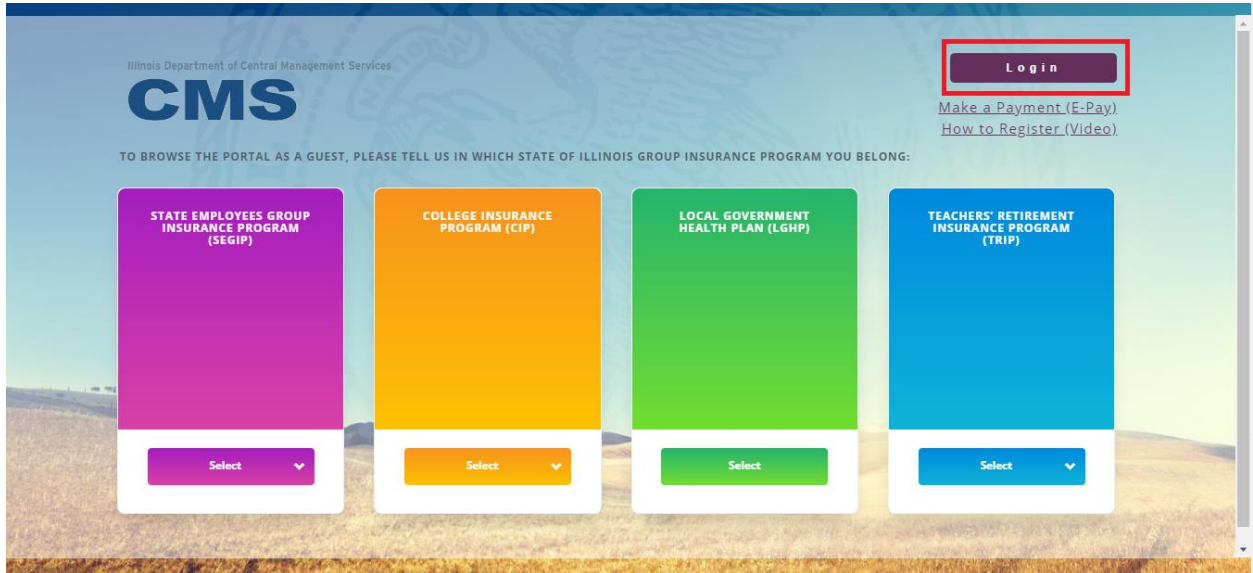 Illinois Department of Central Management Services
CMS
Login
Make a Payment (E-Pay)
How to Register (Video)
TO BROWSE THE PORTAL AS A GUEST, PLEASE TELL US IN WHICH STATE OF ILLINOIS GROUP INSURANCE PROGRAM YOU BELONG:
STATE EMPLOYEES GROUP
INSURANCE PROGRAM
(SEGIP)
Select
COLLEGE INSURANCE
PROGRAM (CIP)
Select
LOCAL GOVERNMENT
HEALTH PLAN (LGHP)
Select
TEACHERS' RETIREMENT
INSURANCE PROGRAM
(TRIP)
Select